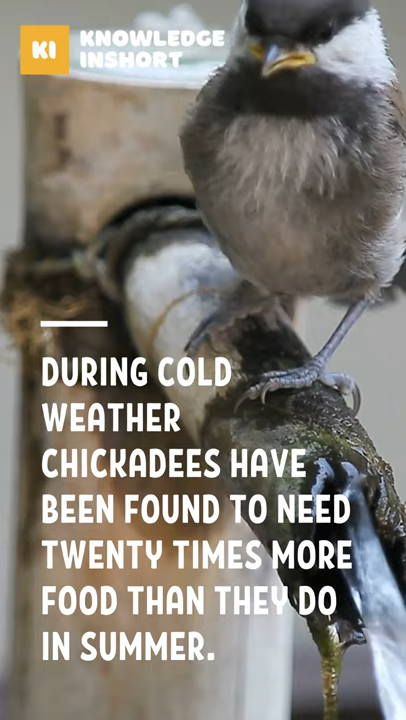 KI
KNOWLEDGE
INSHORT
DURING COLD
WEATHER
CHICKADEES HAVE
BEEN FOUND TO NEED
TWENTY TIMES MORE
FOOD THAN THEY DO
IN SUMMER.